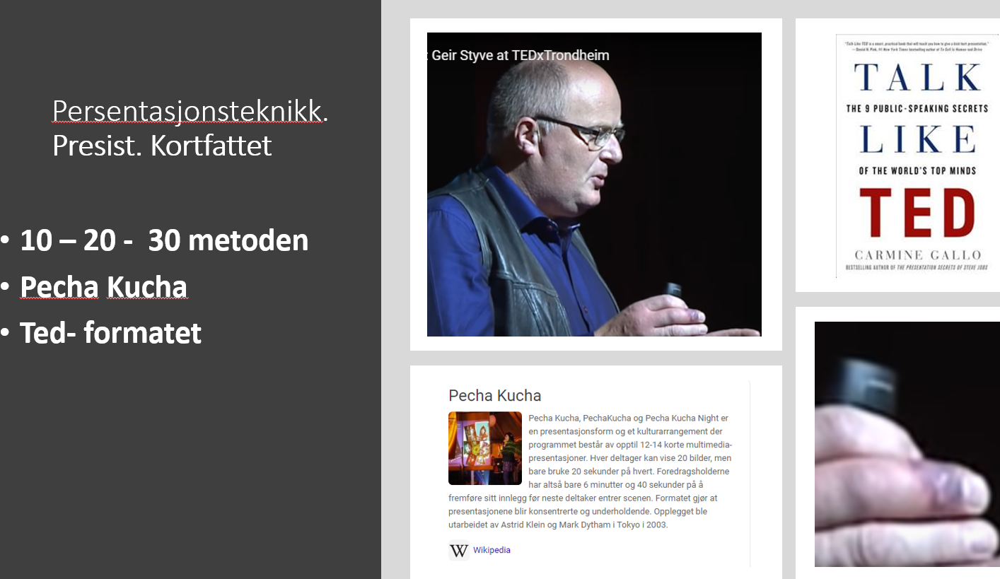 Persentasjonsteknikk.
Presist. Kortfattet
• 10 – 20 - 30 metoden
• Pecha Kucha
• Ted- formatet
: Geir Styve at TEDxTrondheim
"Talk Like TED is a smart, practical book that will teach you how to give a kick-butt presentation."
—Daniel H. Pink, #1 New York Times bestselling author of To Sell Is Human and Drive
TALK
THE 9 PUBLIC-SPEAKING SECRETS
LIKE
OF THE WORLD'S TOP MINDS
TED
CARMINE GALLO
BESTSELLING AUTHOR OF THE PRESENTATION SECRETS OF STEVE JOBS
Pecha Kucha
Pecha Kucha, PechaKucha og Pecha Kucha Night er
en presentasjonsform og et kulturarrangement der
programmet består av opptil 12-14 korte multimedia-
presentasjoner. Hver deltager kan vise 20 bilder, men
bare bruke 20 sekunder på hvert. Foredragsholderne
har altså bare 6 minutter og 40 sekunder på å
fremføre sitt innlegg før neste deltaker entrer scenen. Formatet gjør at
presentasjonene blir konsentrerte og underholdende. Opplegget ble
utarbeidet av Astrid Klein og Mark Dytham i Tokyo i 2003.
W Wikipedia